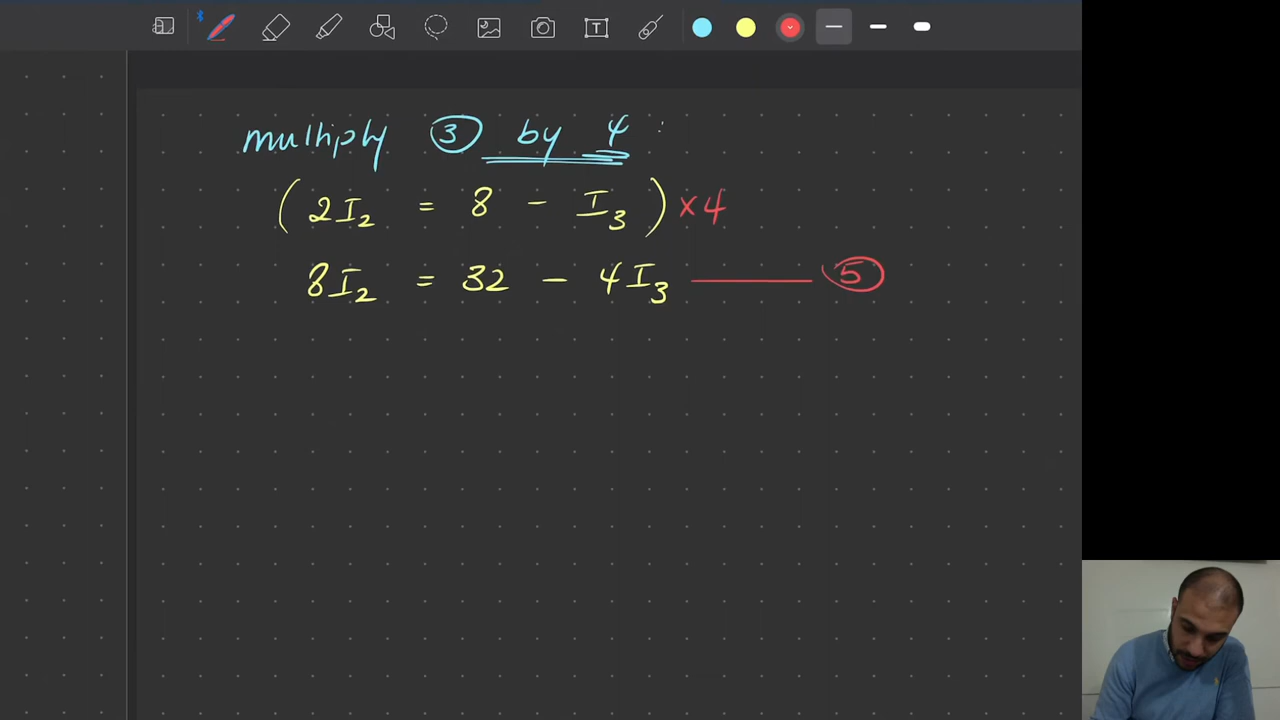 multiply ③ by 4 :
(2I₂ = 8 - I₃) ×4
8I₂ = 32 - 4I₃ —— ⑤